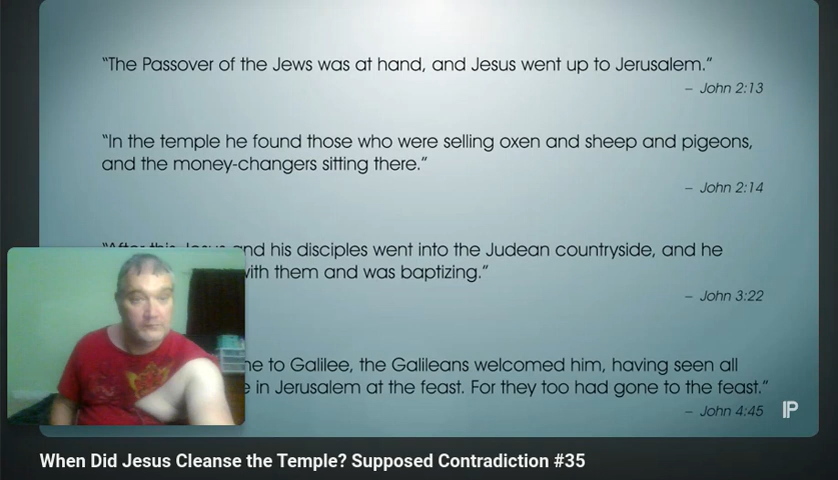 “The Passover of the Jews was at hand, and Jesus went up to Jerusalem.”
– John 2:13
“In the temple he found those who were selling oxen and sheep and pigeons,
and the money-changers sitting there.”
– John 2:14
“After this Jesus and his disciples went into the Judean countryside, and he
with them and was baptizing.”
– John 3:22
to Galilee, the Galileans welcomed him, having seen all
in Jerusalem at the feast. For they too had gone to the feast.”
– John 4:45
IP
When Did Jesus Cleanse the Temple? Supposed Contradiction #35